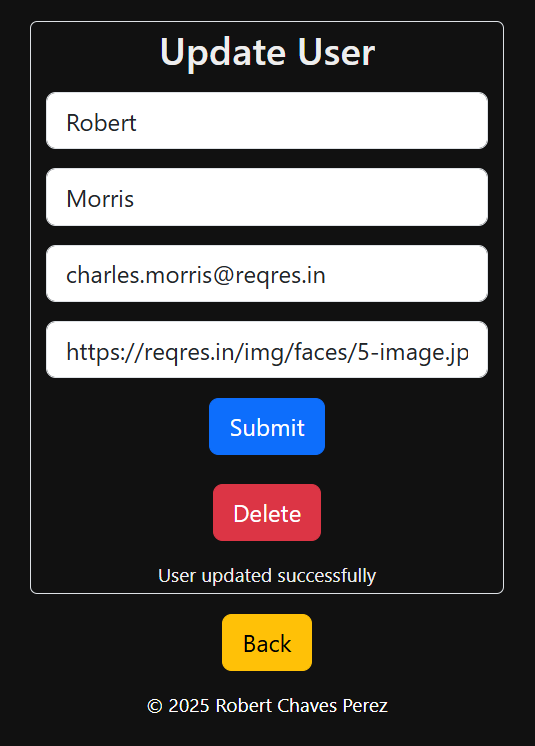 Update User
Robert
Morris
charles.morris@reqres.in
https://reqres.in/img/faces/5-image.jp
Submit
Delete
User updated successfully
Back
© 2025 Robert Chaves Perez